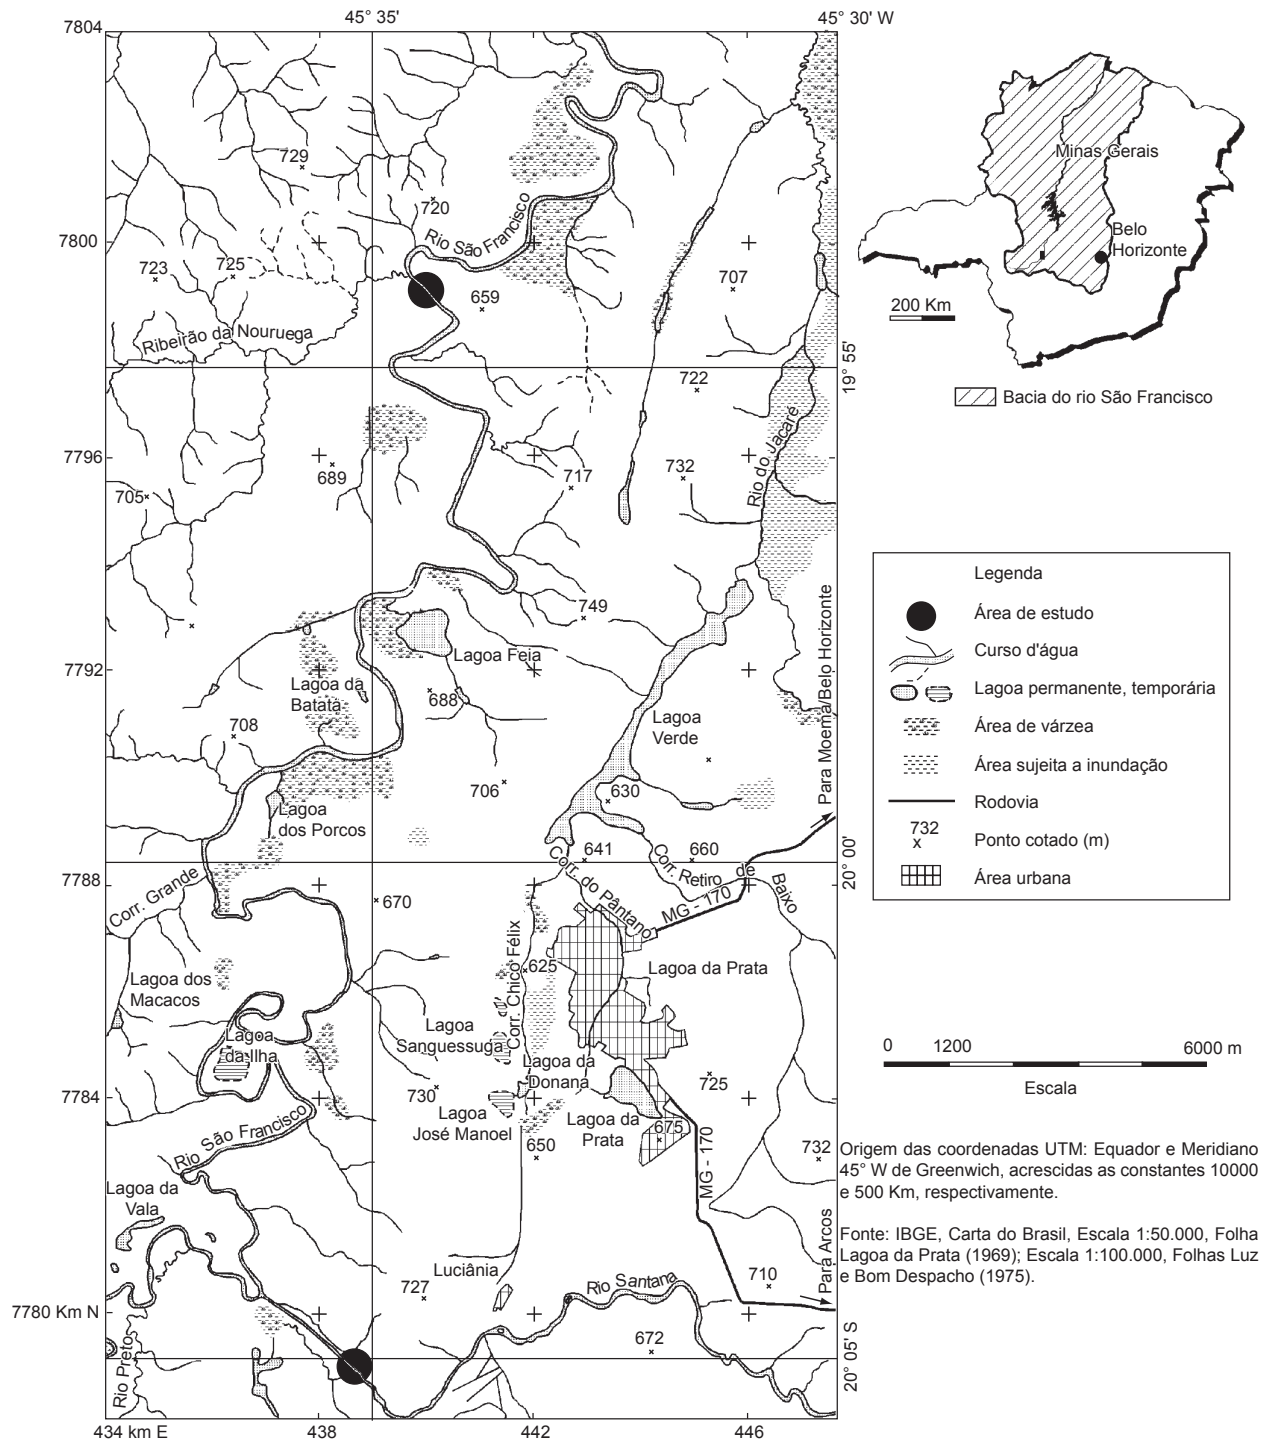 45° 35'
45° 30' W
7804
729
720
Rio São Francisco
7800
723
725
659
707
Ribeirão da Nouruega
19° 55'
722
Rio do Jacaré
7796
689
705
717
732
749
Lagoa Feia
7792
Lagoa da
Batata
688
708
Lagoa
Verde
Para Moema/Belo Horizonte
706
630
Lagoa
dos Porcos
641
660
20° 00'
Corr. do Pântano
Corr. Retiro de
Baixo
7788
Corr. Grande
670
MG - 170
Lagoa dos
Macacos
Corr. Chico Félix
625
Lagoa da Prata
Lagoa
Sanguessuga
Lagoa
da Ilha
Lagoa da
Donana
725
7784
730
Lagoa
José Manoel
Lagoa da
Prata
675
Rio São Francisco
650
MG - 170
732
Lagoa da
Vala
Luciânia
727
Rio Santana
710
Para Arcos
7780 Km N
672
Rio Preto
20° 05' S
434 km E
438
442
446
Minas Gerais
Belo
Horizonte
200 Km
Bacia do rio São Francisco
Legenda
Área de estudo
Curso d'água
Lagoa permanente, temporária
Área de várzea
Área sujeita a inundação
Rodovia
732
Ponto cotado (m)
Área urbana
0
1200
6000 m
Escala
Origem das coordenadas UTM: Equador e Meridiano
45° W de Greenwich, acrescidas as constantes 10000
e 500 Km, respectivamente.
Fonte: IBGE, Carta do Brasil, Escala 1:50.000, Folha
Lagoa da Prata (1969); Escala 1:100.000, Folhas Luz
e Bom Despacho (1975).